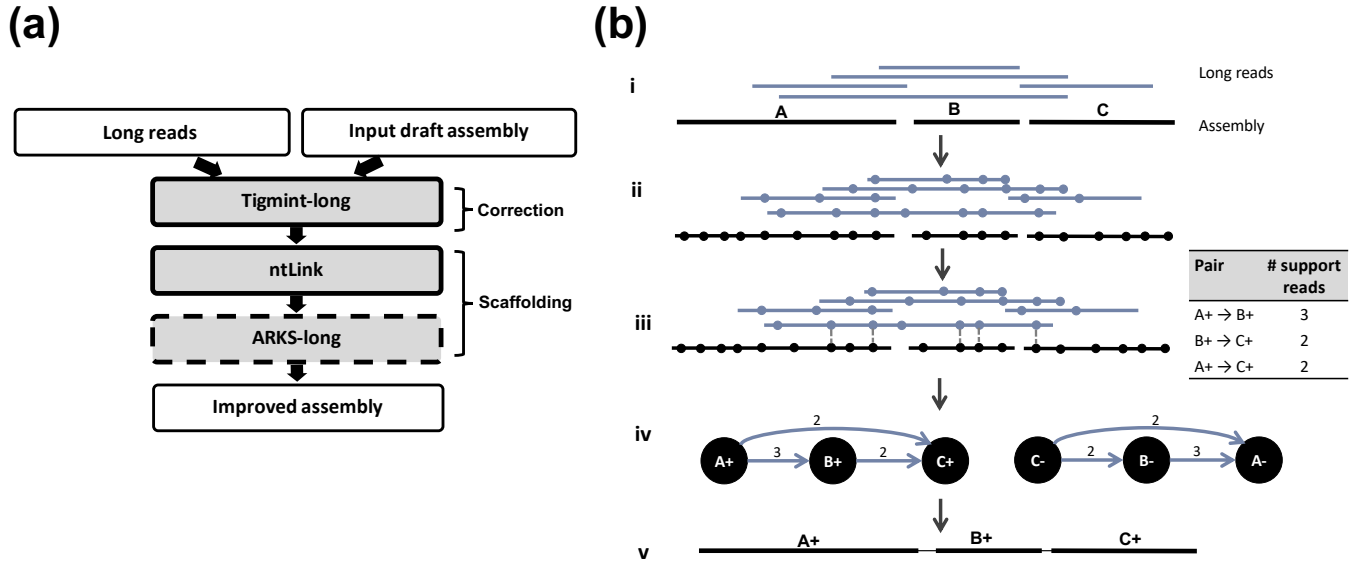 (a)
Long reads
Input draft assembly
Tigmint-long
Correction
ntLink
Scaffolding
ARKS-long
Improved assembly
(b)
i
Long reads
A
B
C
Assembly
ii
iii
Pair
# support
reads
A+ → B+ 3
B+ → C+ 2
A+ → C+ 2
iv
2
A+
3
B+
2
C+
2
C-
2
B-
3
A-
v
A+
B+
C+